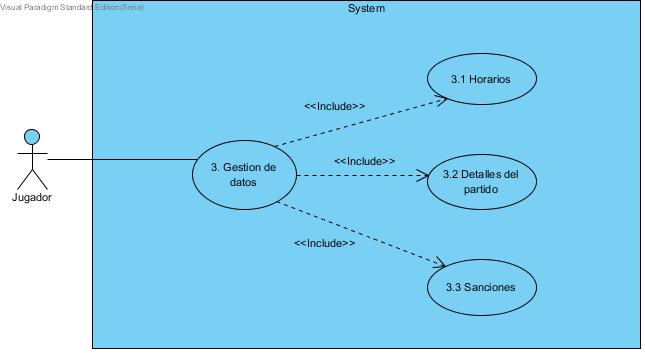 Visual Paradigm Standard Edition(Sena)
System
3.1 Horarios
<<Include>>
3. Gestion de
datos
<<Include>>
3.2 Detalles del
partido
Jugador
<<Include>>
3.3 Sanciones